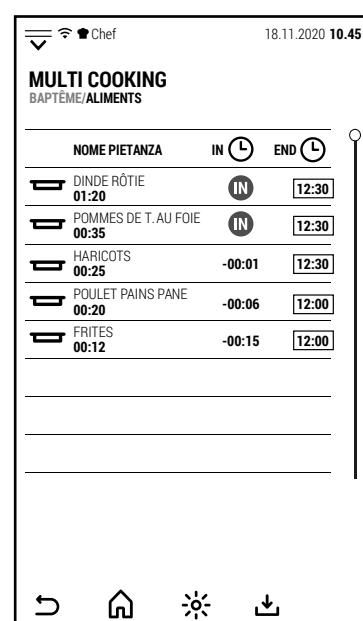 Chef 18.11.2020 10.45
MULTI COOKING
BAPTÊME/ALIMENTS
NOME PIETANZA IN END
DINDE RÔTIE
01:20 IN 12:30
POMMES DE T. AU FOIE
00:35 IN 12:30
HARICOTS
00:25 -00:01 12:30
POULET PAINS PANE
00:20 -00:06 12:00
FRITES
00:12 -00:15 12:00